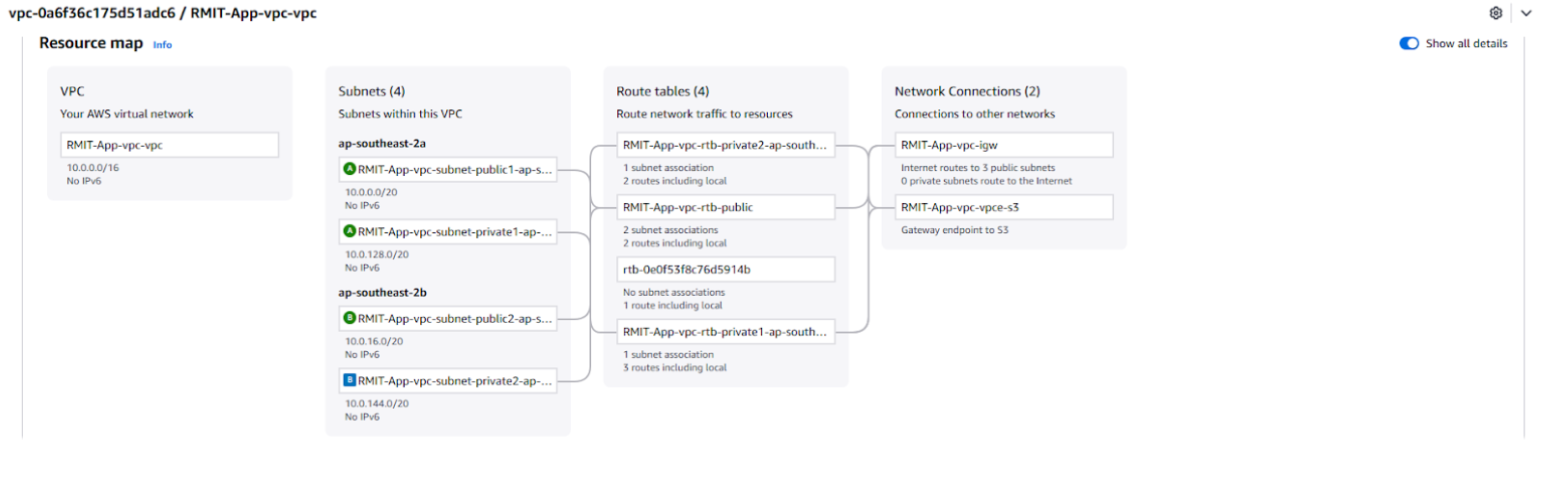 vpc-0a6f36c175d51adc6 / RMIT-App-vpc-vpc
Resource map Info
Show all details
VPC
Your AWS virtual network
RMIT-App-vpc-vpc
10.0.0.0/16
No IPv6
Subnets (4)
Subnets within this VPC
ap-southeast-2a
A RMIT-App-vpc-subnet-public1-ap-s...
10.0.0.0/20
No IPv6
A RMIT-App-vpc-subnet-private1-ap-...
10.0.128.0/20
No IPv6
ap-southeast-2b
B RMIT-App-vpc-subnet-public2-ap-s...
10.0.16.0/20
No IPv6
B RMIT-App-vpc-subnet-private2-ap-...
10.0.144.0/20
No IPv6
Route tables (4)
Route network traffic to resources
RMIT-App-vpc-rtb-private2-ap-south...
1 subnet association
2 routes including local
RMIT-App-vpc-rtb-public
2 subnet associations
2 routes including local
rtb-0e0f53f8c76d5914b
No subnet associations
1 route including local
RMIT-App-vpc-rtb-private1-ap-south...
1 subnet association
3 routes including local
Network Connections (2)
Connections to other networks
RMIT-App-vpc-igw
Internet routes to 3 public subnets
0 private subnets route to the Internet
RMIT-App-vpc-vpce-s3
Gateway endpoint to S3